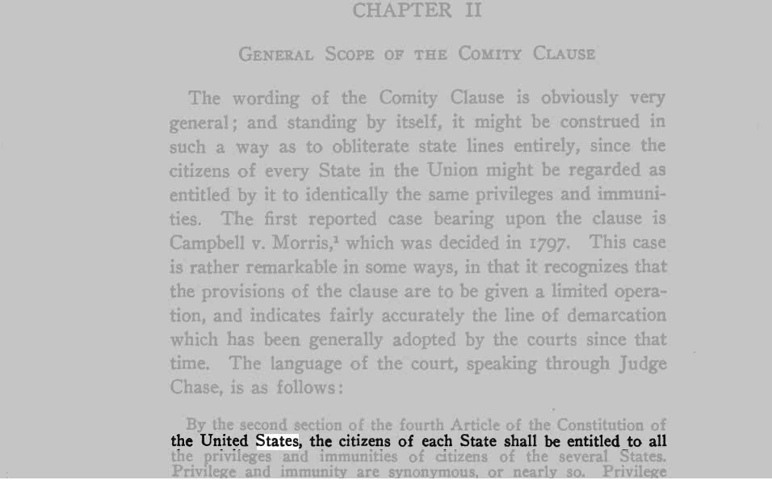 CHAPTER II
GENERAL SCOPE OF THE COMITY CLAUSE
The wording of the Comity Clause is obviously very
general; and standing by itself, it might be construed in
such a way as to obliterate state lines entirely, since the
citizens of every State in the Union might be regarded as
entitled by it to identically the same privileges and immuni-
ties. The first reported case bearing upon the clause is
Campbell v. Morris,¹ which was decided in 1797. This case
is rather remarkable in some ways, in that it recognizes that
the provisions of the clause are to be given a limited opera-
tion, and indicates fairly accurately the line of demarcation
which has been generally adopted by the courts since that
time. The language of the court, speaking through Judge
Chase, is as follows:
By the second section of the fourth Article of the Constitution of
the United States, the citizens of each State shall be entitled to all
the privileges and immunities of citizens of the several States.
Privilege and immunity are synonymous, or nearly so. Privilege